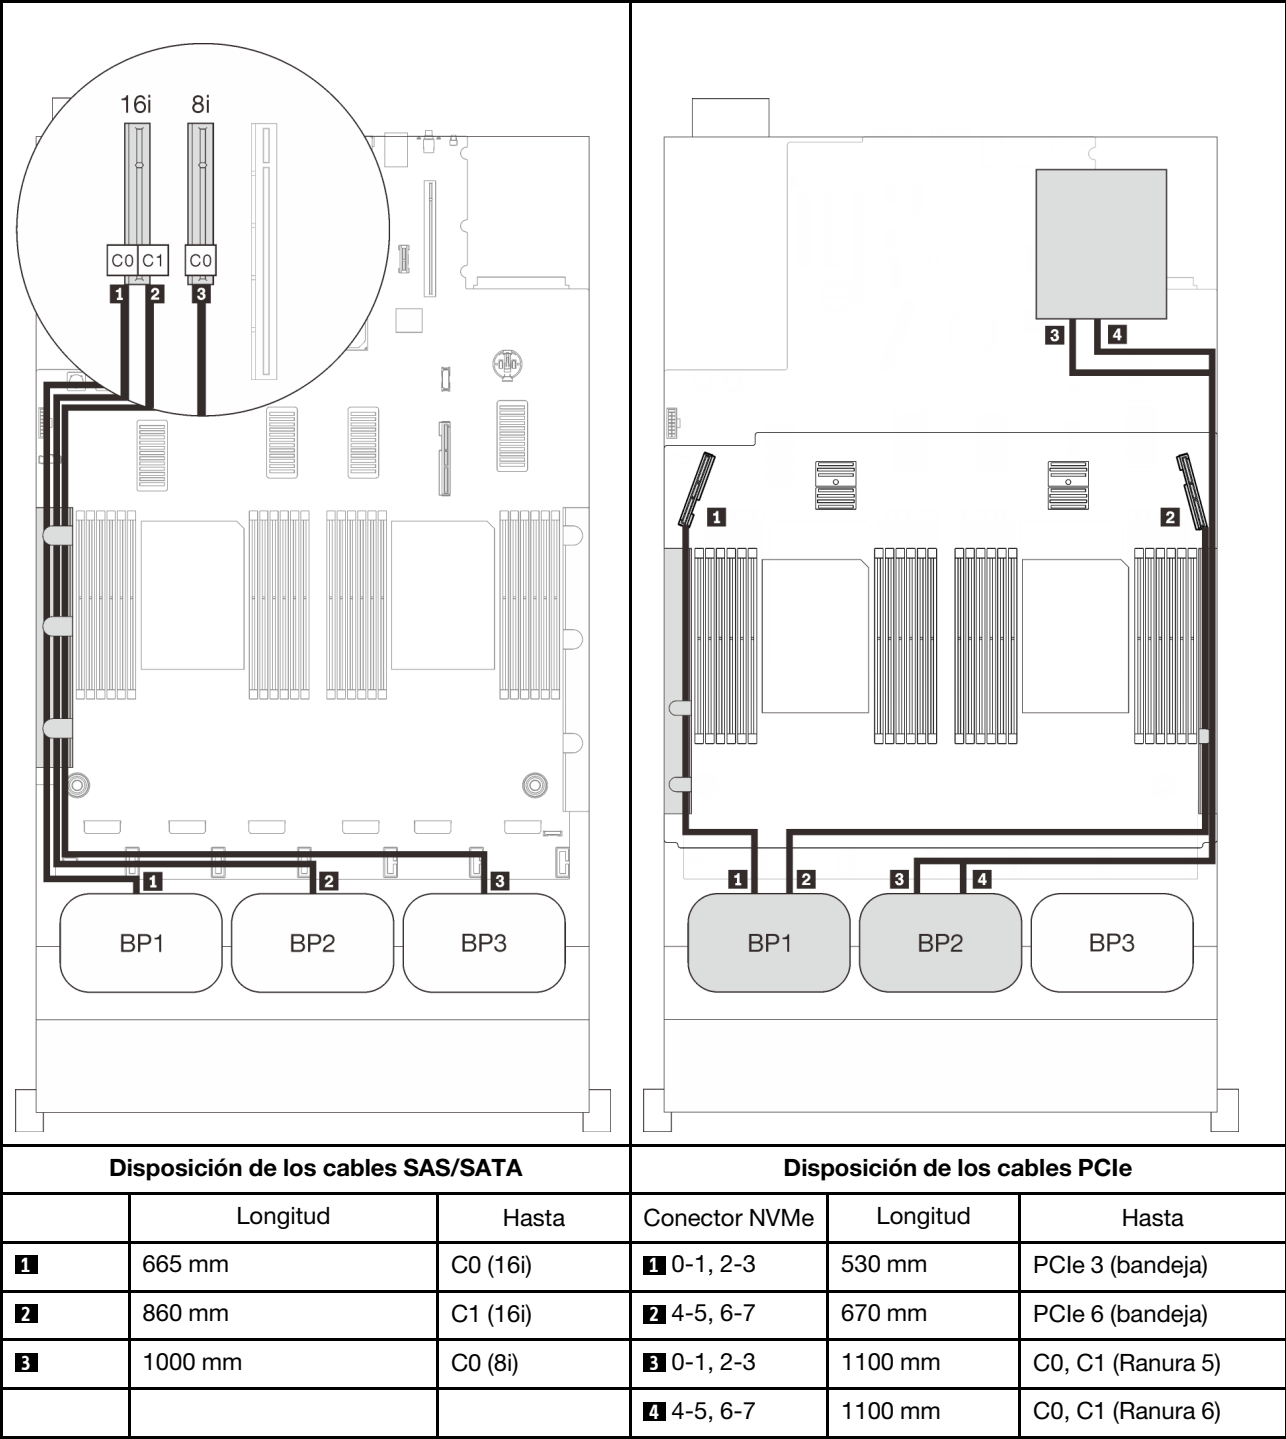 16i 8i
C0 C1 C0
1 2 3
3 4
1 2
1 2 3
1 2 3 4
BP1 BP2 BP3
BP1 BP2 BP3
Disposición de los cables SAS/SATA
Disposición de los cables PCIe
Longitud Hasta
Conector NVMe Longitud Hasta
1 665 mm C0 (16i)
1 0-1, 2-3 530 mm PCIe 3 (bandeja)
2 860 mm C1 (16i)
2 4-5, 6-7 670 mm PCIe 6 (bandeja)
3 1000 mm C0 (8i)
3 0-1, 2-3 1100 mm C0, C1 (Ranura 5)
4 4-5, 6-7 1100 mm C0, C1 (Ranura 6)